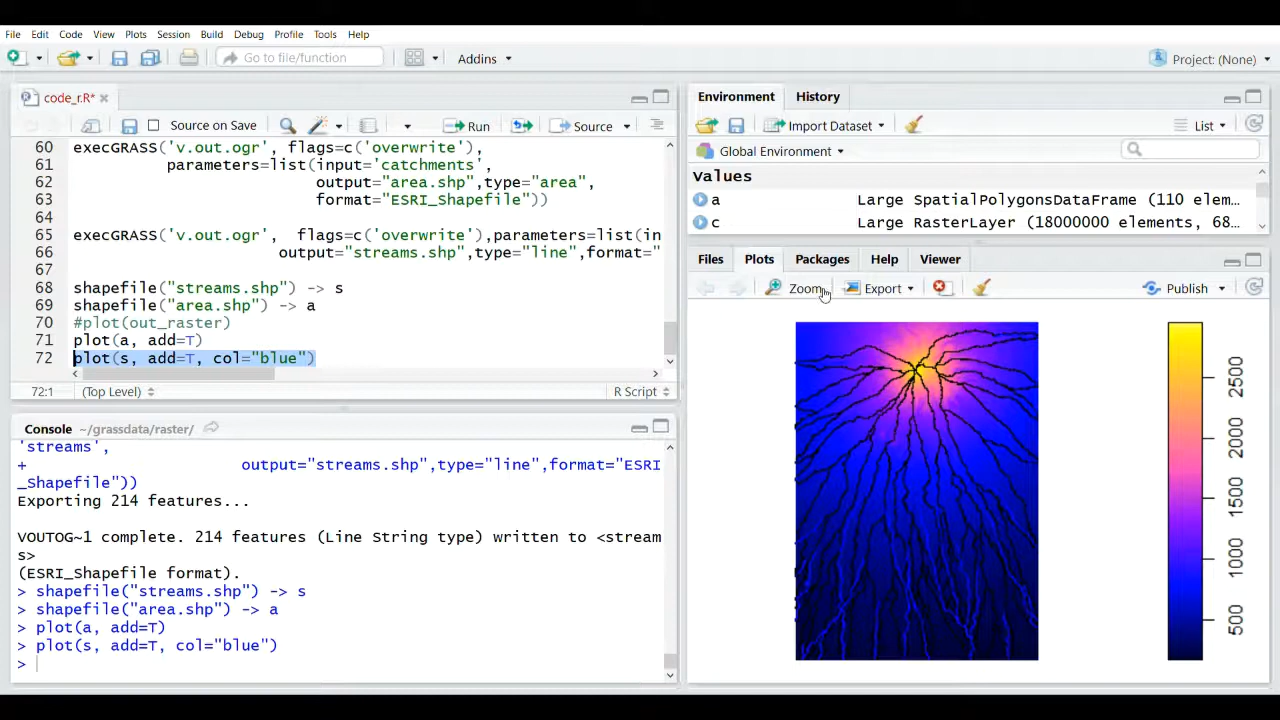 File Edit Code View Plots Session Build Debug Profile Tools Help
Go to file/function
Addins
Project: (None)
code_r.R*
Source on Save
Run
Source
60 execGRASS('v.out.ogr', flags=c('overwrite'),
61 parameters=list(input='catchments',
62 output="area.shp",type="area",
63 format="ESRI_Shapefile"))
64
65 execGRASS('v.out.ogr', flags=c('overwrite'),parameters=list(in
66 output="streams.shp",type="line",format="
67
68 shapefile("streams.shp") -> s
69 shapefile("area.shp") -> a
70 #plot(out_raster)
71 plot(a, add=T)
72 plot(s, add=T, col="blue")
72:1 (Top Level) R Script
Console ~/grassdata/raster/
'streams',
+ output="streams.shp",type="line",format="ESRI
_Shapefile"))
Exporting 214 features...
VOUTOG~1 complete. 214 features (Line String type) written to <stream
s>
(ESRI_Shapefile format).
> shapefile("streams.shp") -> s
> shapefile("area.shp") -> a
> plot(a, add=T)
> plot(s, add=T, col="blue")
>
Environment History
Import Dataset
List
Global Environment
Values
a Large SpatialPolygonsDataFrame (110 elem…
c Large RasterLayer (18000000 elements, 68…
Files Plots Packages Help Viewer
Zoom Export Publish
2500
2000
1500
1000
500